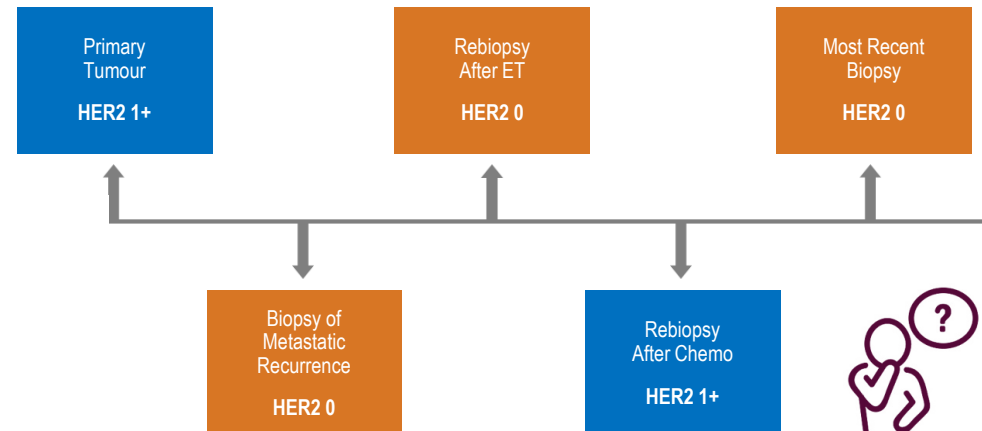 Primary
Tumour
HER2 1+
Rebiopsy
After ET
HER2 0
Most Recent
Biopsy
HER2 0
Biopsy of
Metastatic
Recurrence
HER2 0
Rebiopsy
After Chemo
HER2 1+
?